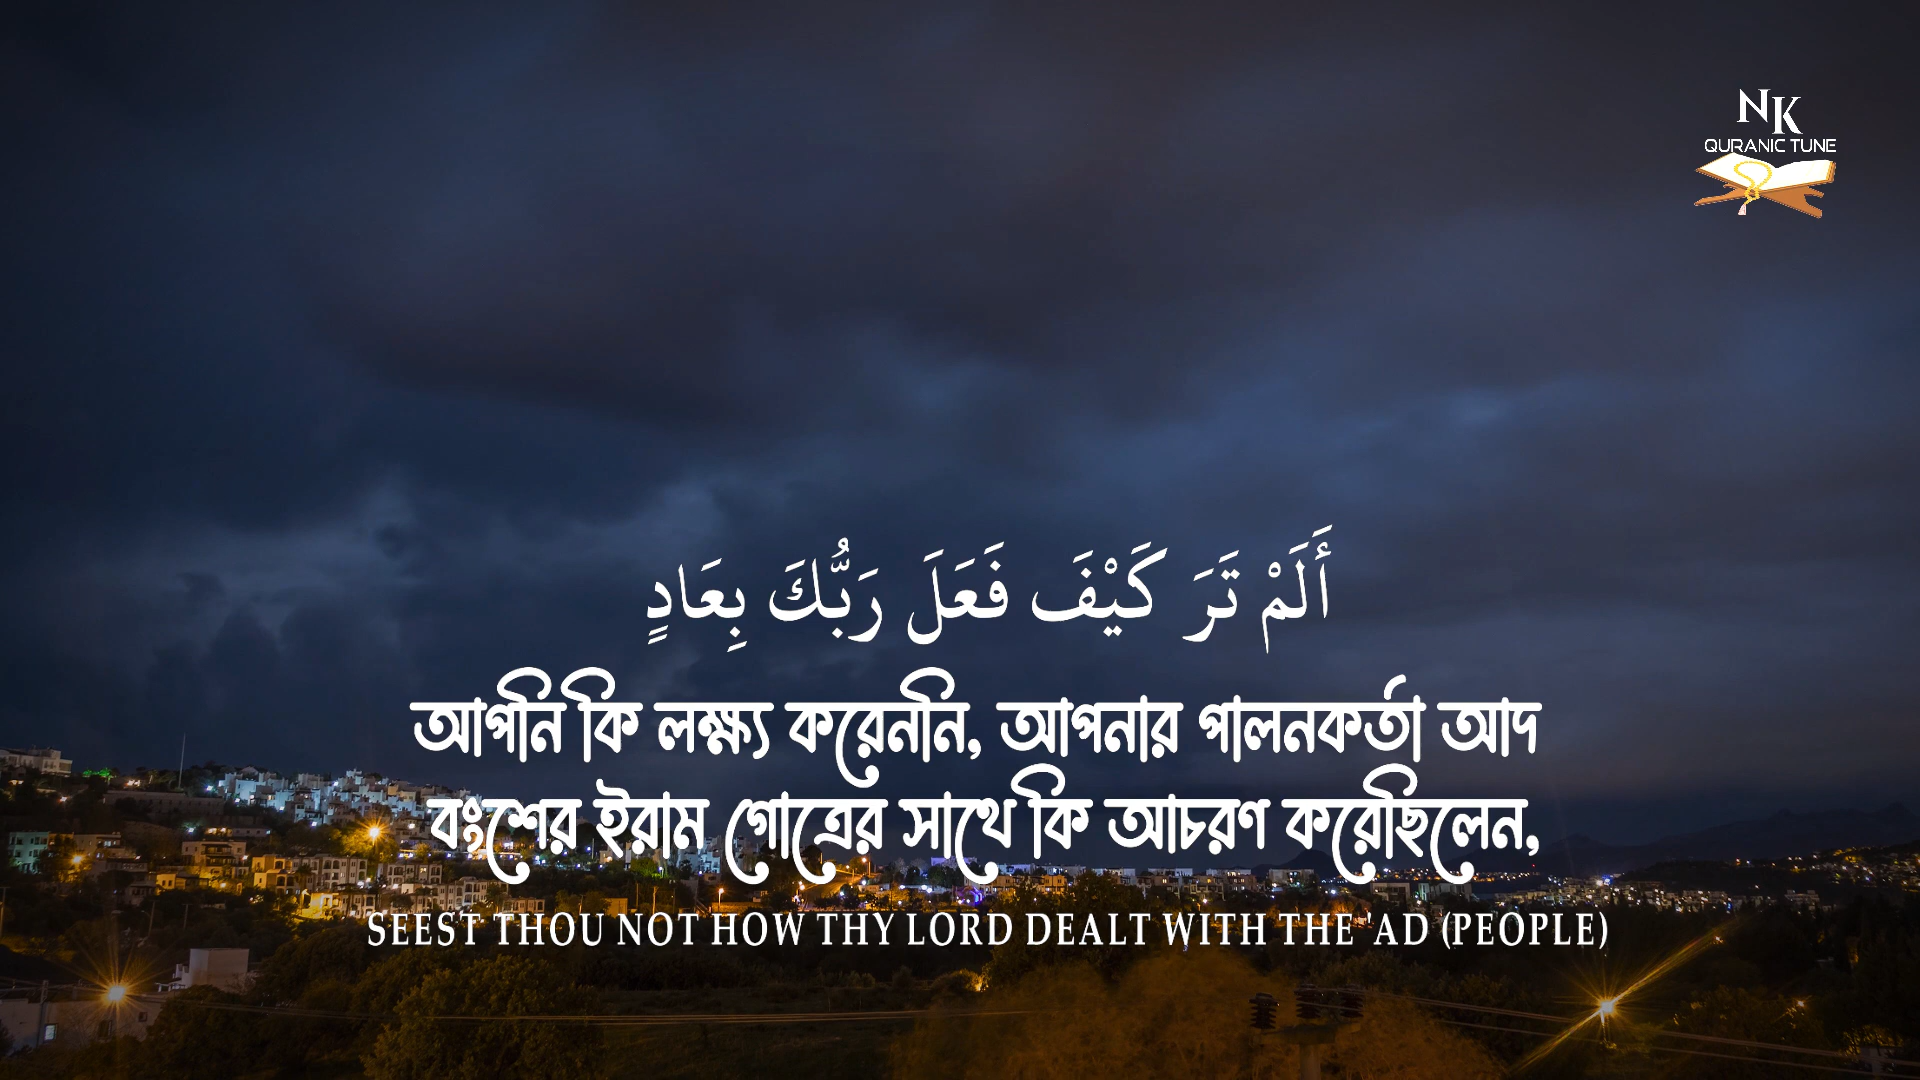 NK
QURANIC TUNE
أَلَمْ تَرَ كَيْفَ فَعَلَ رَبُّكَ بِعَادٍ
আপনি কি লক্ষ্য করেননি, আপনার পালনকর্তা আদ
বংশের ইরাম গোত্রের সাথে কি আচরণ করেছিলেন,
SEEST THOU NOT HOW THY LORD DEALT WITH THE 'AD (PEOPLE)